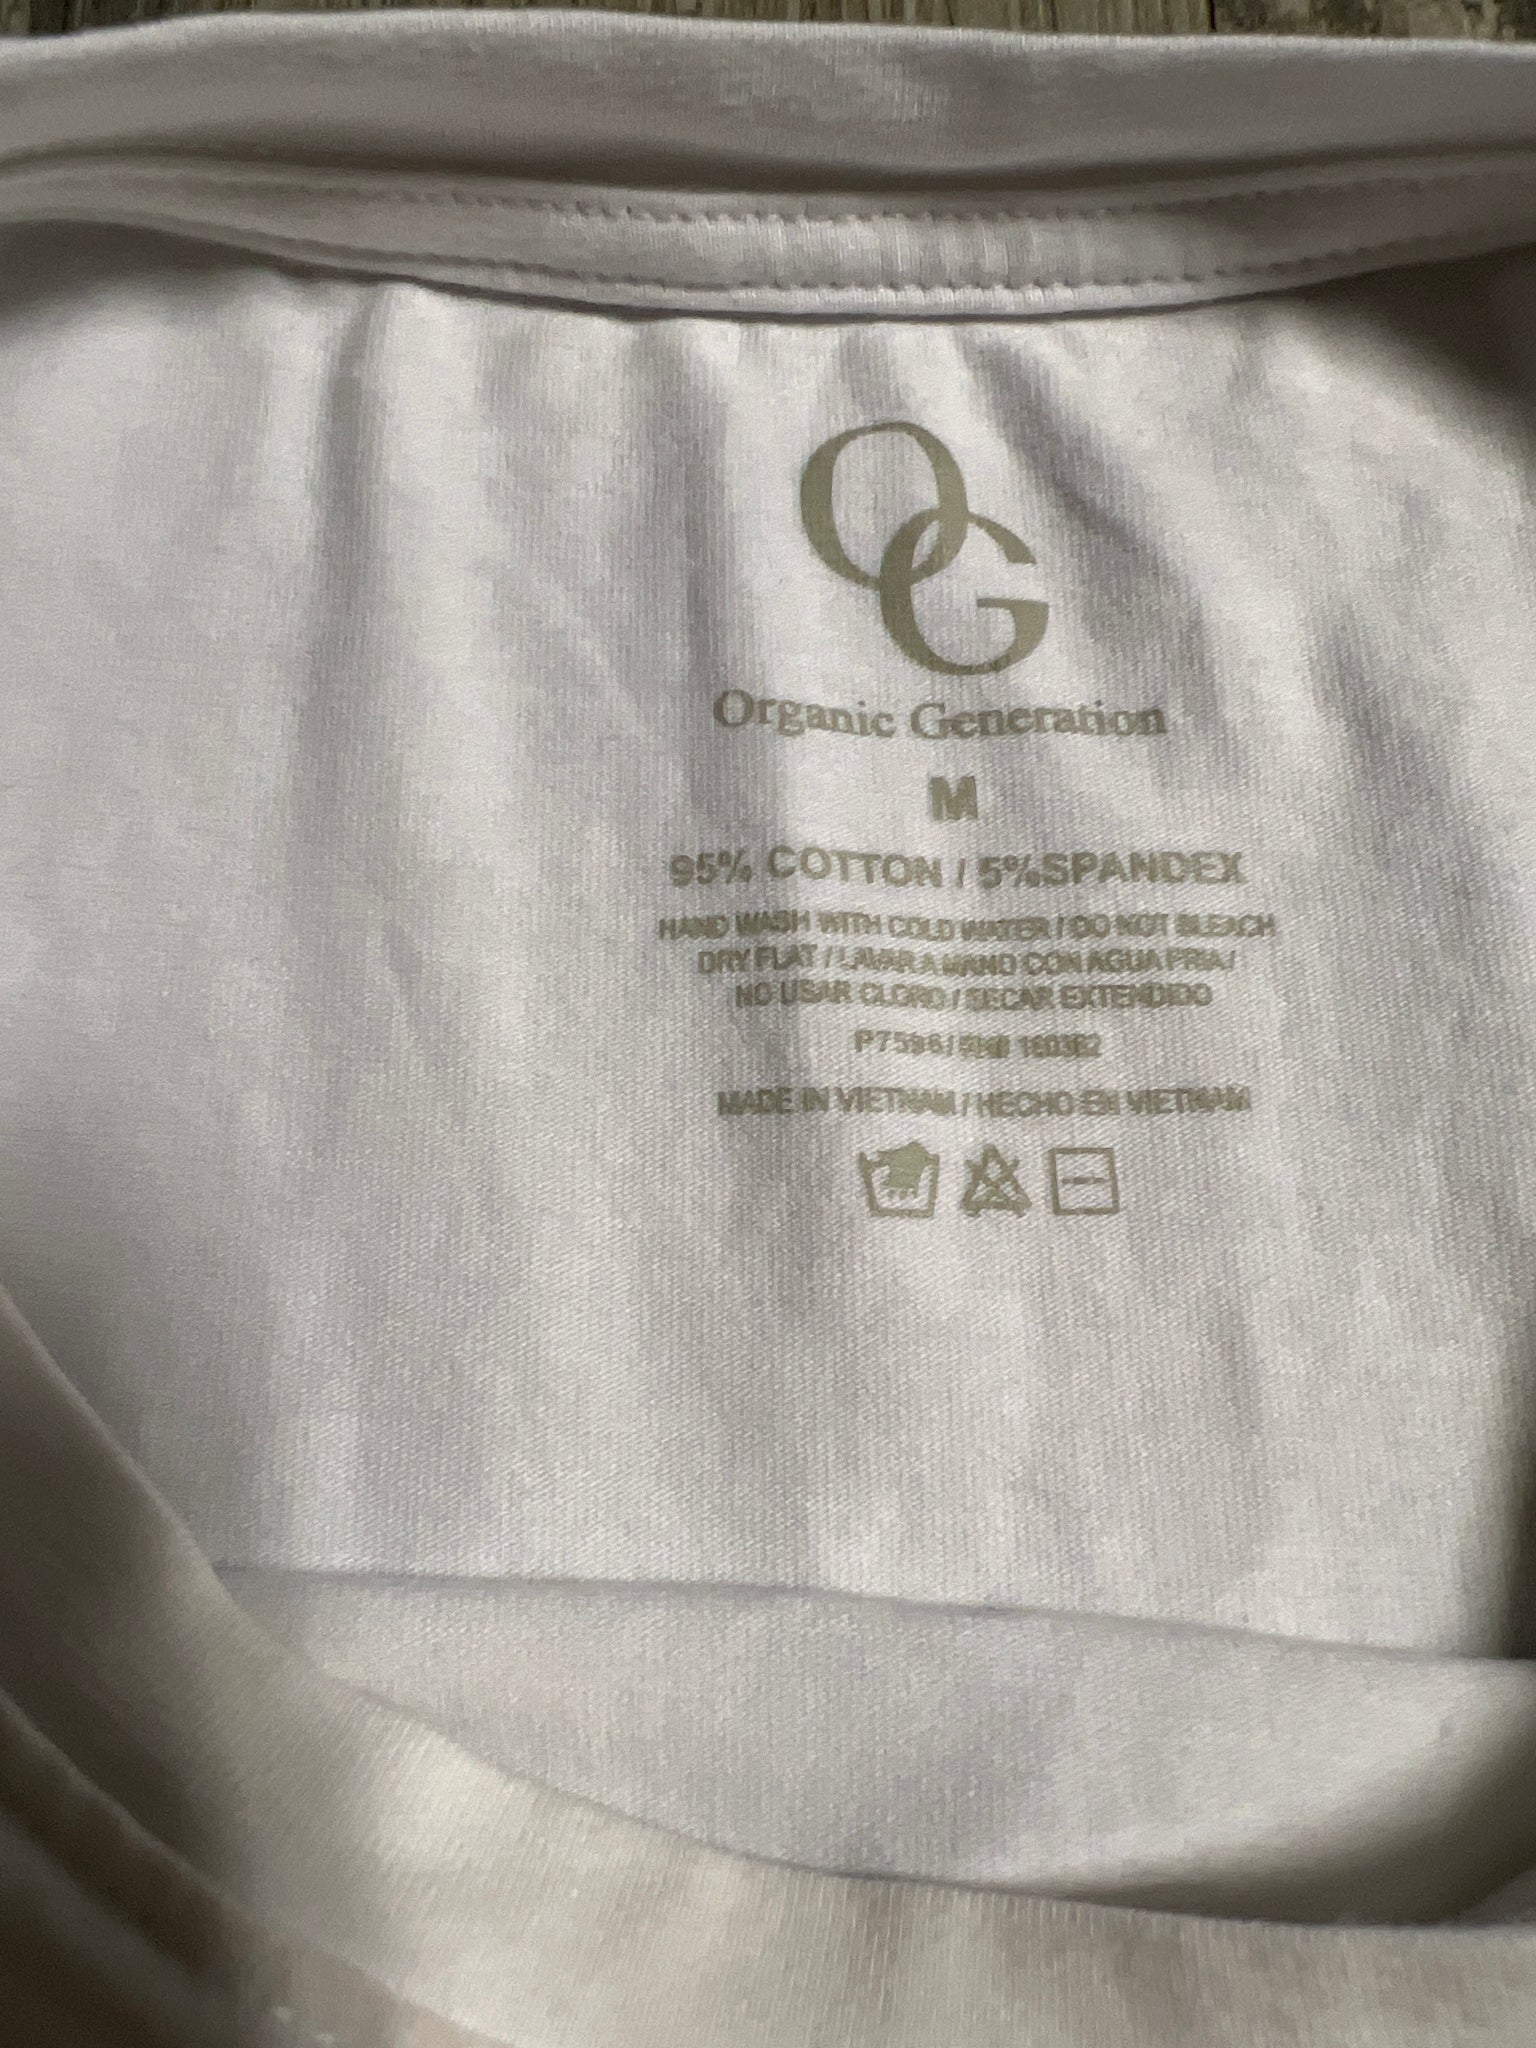 OG
Organic Generation
M
95% COTTON / 5%SPANDEX
HAND WASH WITH COLD WATER / DO NOT BLEACH
DRY FLAT / LAVAR A MANO CON AGUA FRIA /
NO USAR CLORO / SECAR EXTENDIDO
P7596 /
MADE IN VIETNAM / HECHO EN VIETNAM